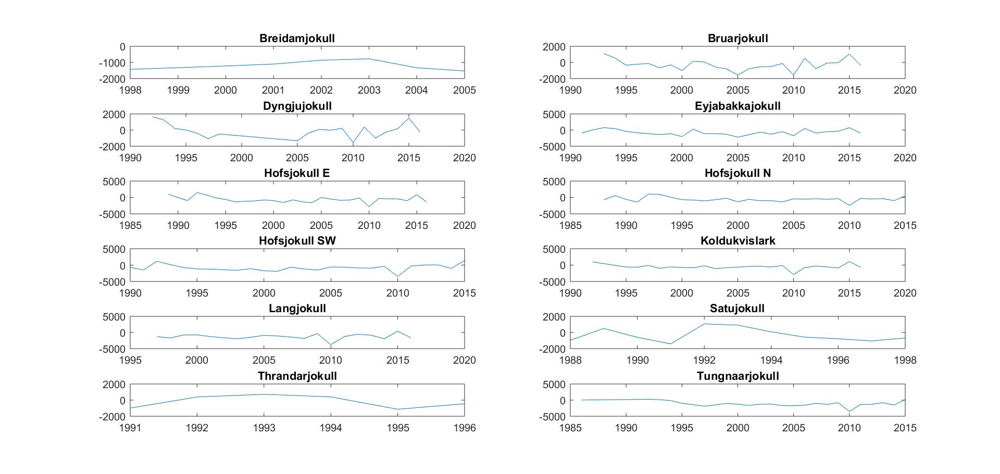 Breidamjokull
0
-1000
-2000
1998 1999 2000 2001 2002 2003 2004 2005
Bruarjokull
2000
0
-2000
1990 1995 2000 2005 2010 2015 2020
Dyngjujokull
2000
0
-2000
1990 1995 2000 2005 2010 2015 2020
Eyjabakkajokull
5000
0
-5000
1990 1995 2000 2005 2010 2015 2020
Hofsjokull E
5000
0
-5000
1985 1990 1995 2000 2005 2010 2015 2020
Hofsjokull N
5000
0
-5000
1985 1990 1995 2000 2005 2010 2015
Hofsjokull SW
5000
0
-5000
1990 1995 2000 2005 2010 2015
Koldukvislark
5000
0
-5000
1990 1995 2000 2005 2010 2015 2020
Langjokull
5000
0
-5000
1995 2000 2005 2010 2015 2020
Satujokull
2000
0
-2000
1988 1990 1992 1994 1996 1998
Thrandarjokull
2000
0
-2000
1991 1992 1993 1994 1995 1996
Tungnaarjokull
5000
0
-5000
1985 1990 1995 2000 2005 2010 2015